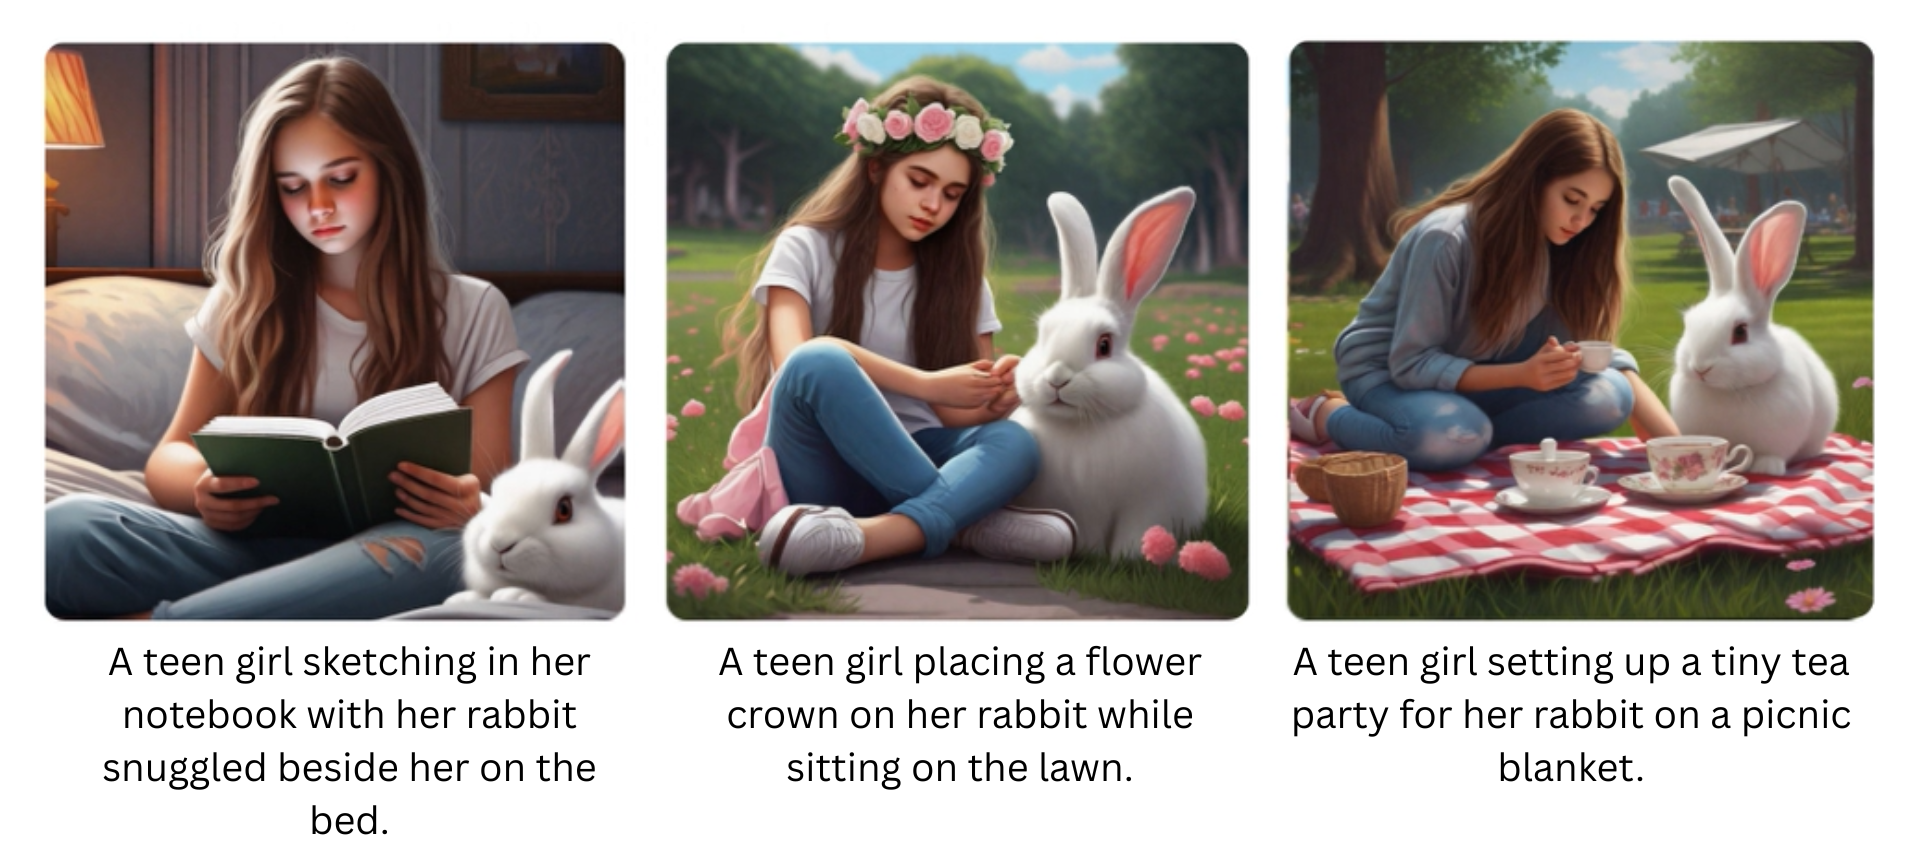 A teen girl sketching in her
notebook with her rabbit
snuggled beside her on the
bed.
A teen girl placing a flower
crown on her rabbit while
sitting on the lawn.
A teen girl setting up a tiny tea
party for her rabbit on a picnic
blanket.